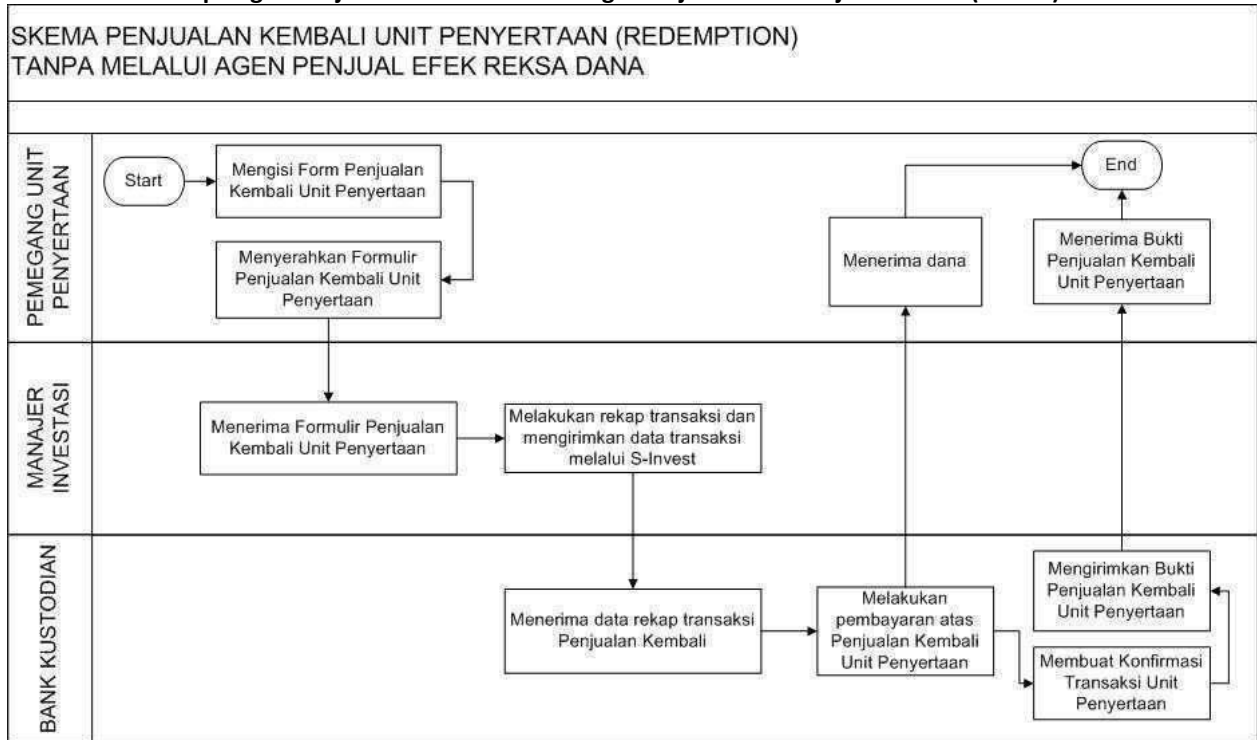 SKEMA PENJUALAN KEMBALI UNIT PENYERTAAN (REDEMPTION)
TANPA MELALUI AGEN PENJUAL EFEK REKSA DANA
PEMEGANG UNIT
PENYERTAAN
Start
Mengisi Form Penjualan
Kembali Unit Penyertaan
Menyerahkan Formulir
Penjualan Kembali Unit
Penyertaan
Menerima dana
End
Menerima Bukti
Penjualan Kembali
Unit Penyertaan
MANAJER
INVESTASI
Menerima Formulir Penjualan
Kembali Unit Penyertaan
Melakukan rekap transaksi dan
mengirimkan data transaksi
melalui S-Invest
BANK KUSTODIAN
Menerima data rekap transaksi
Penjualan Kembali
Melakukan
pembayaran atas
Penjualan Kembali
Unit Penyertaan
Mengirimkan Bukti
Penjualan Kembali
Unit Penyertaan
Membuat Konfirmasi
Transaksi Unit
Penyertaan